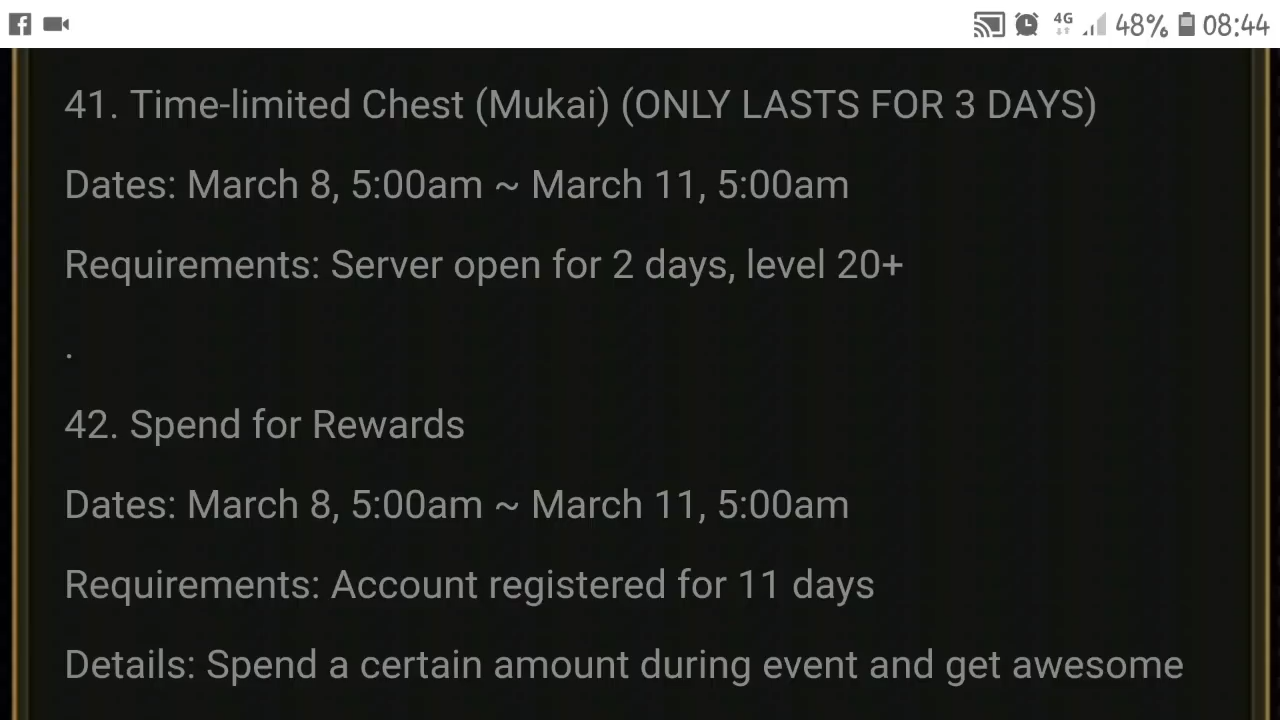 4G 48% 08:44
41. Time-limited Chest (Mukai) (ONLY LASTS FOR 3 DAYS)
Dates: March 8, 5:00am ~ March 11, 5:00am
Requirements: Server open for 2 days, level 20+
.
42. Spend for Rewards
Dates: March 8, 5:00am ~ March 11, 5:00am
Requirements: Account registered for 11 days
Details: Spend a certain amount during event and get awesome